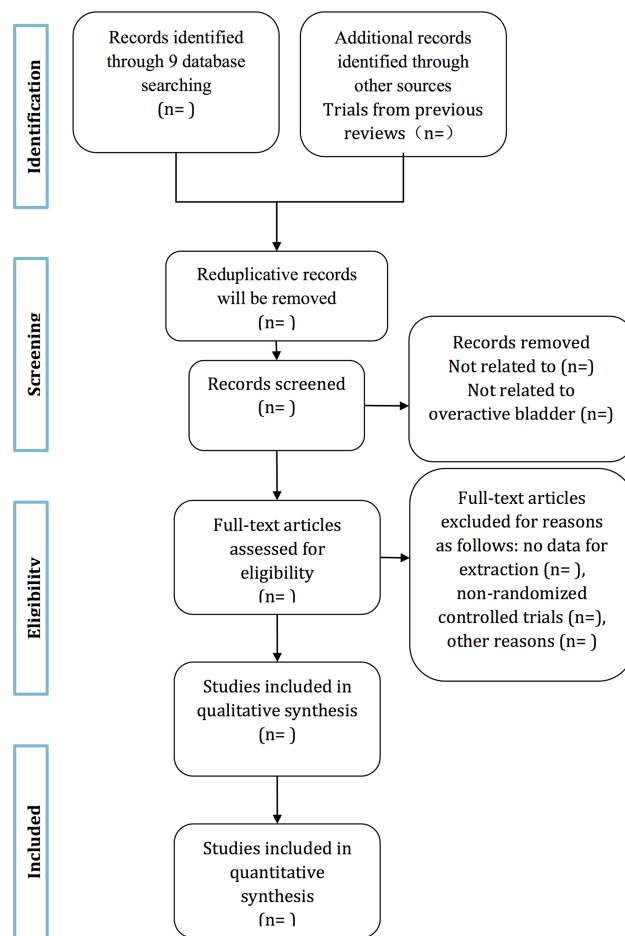 Identification
Records identified
through 9 database
searching
(n= )
Additional records
identified through
other sources
Trials from previous
reviews（n=）
Screening
Reduplicative records
will be removed
(n= )
Records screened
(n= )
Records removed
Not related to (n=)
Not related to
overactive bladder (n=)
Eligibility
Full-text articles
assessed for
eligibility
(n= )
Full-text articles
excluded for reasons
as follows: no data for
extraction (n= ),
non-randomized
controlled trials (n=),
other reasons (n= )
Studies included in
qualitative synthesis
(n= )
Included
Studies included in
quantitative
synthesis
(n= )